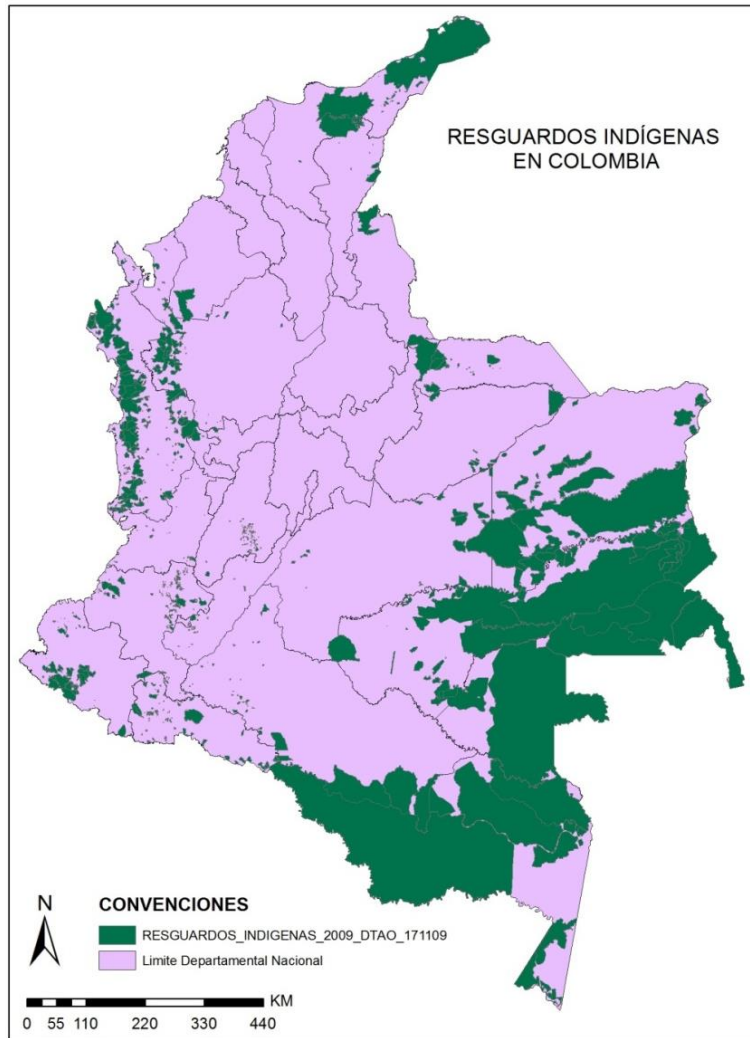 RESGUARDOS INDÍGENAS
EN COLOMBIA
N
CONVENCIONES
RESGUARDOS_INDIGENAS_2009_DTAO_171109
Limite Departamental Nacional
KM
0 55 110 220 330 440